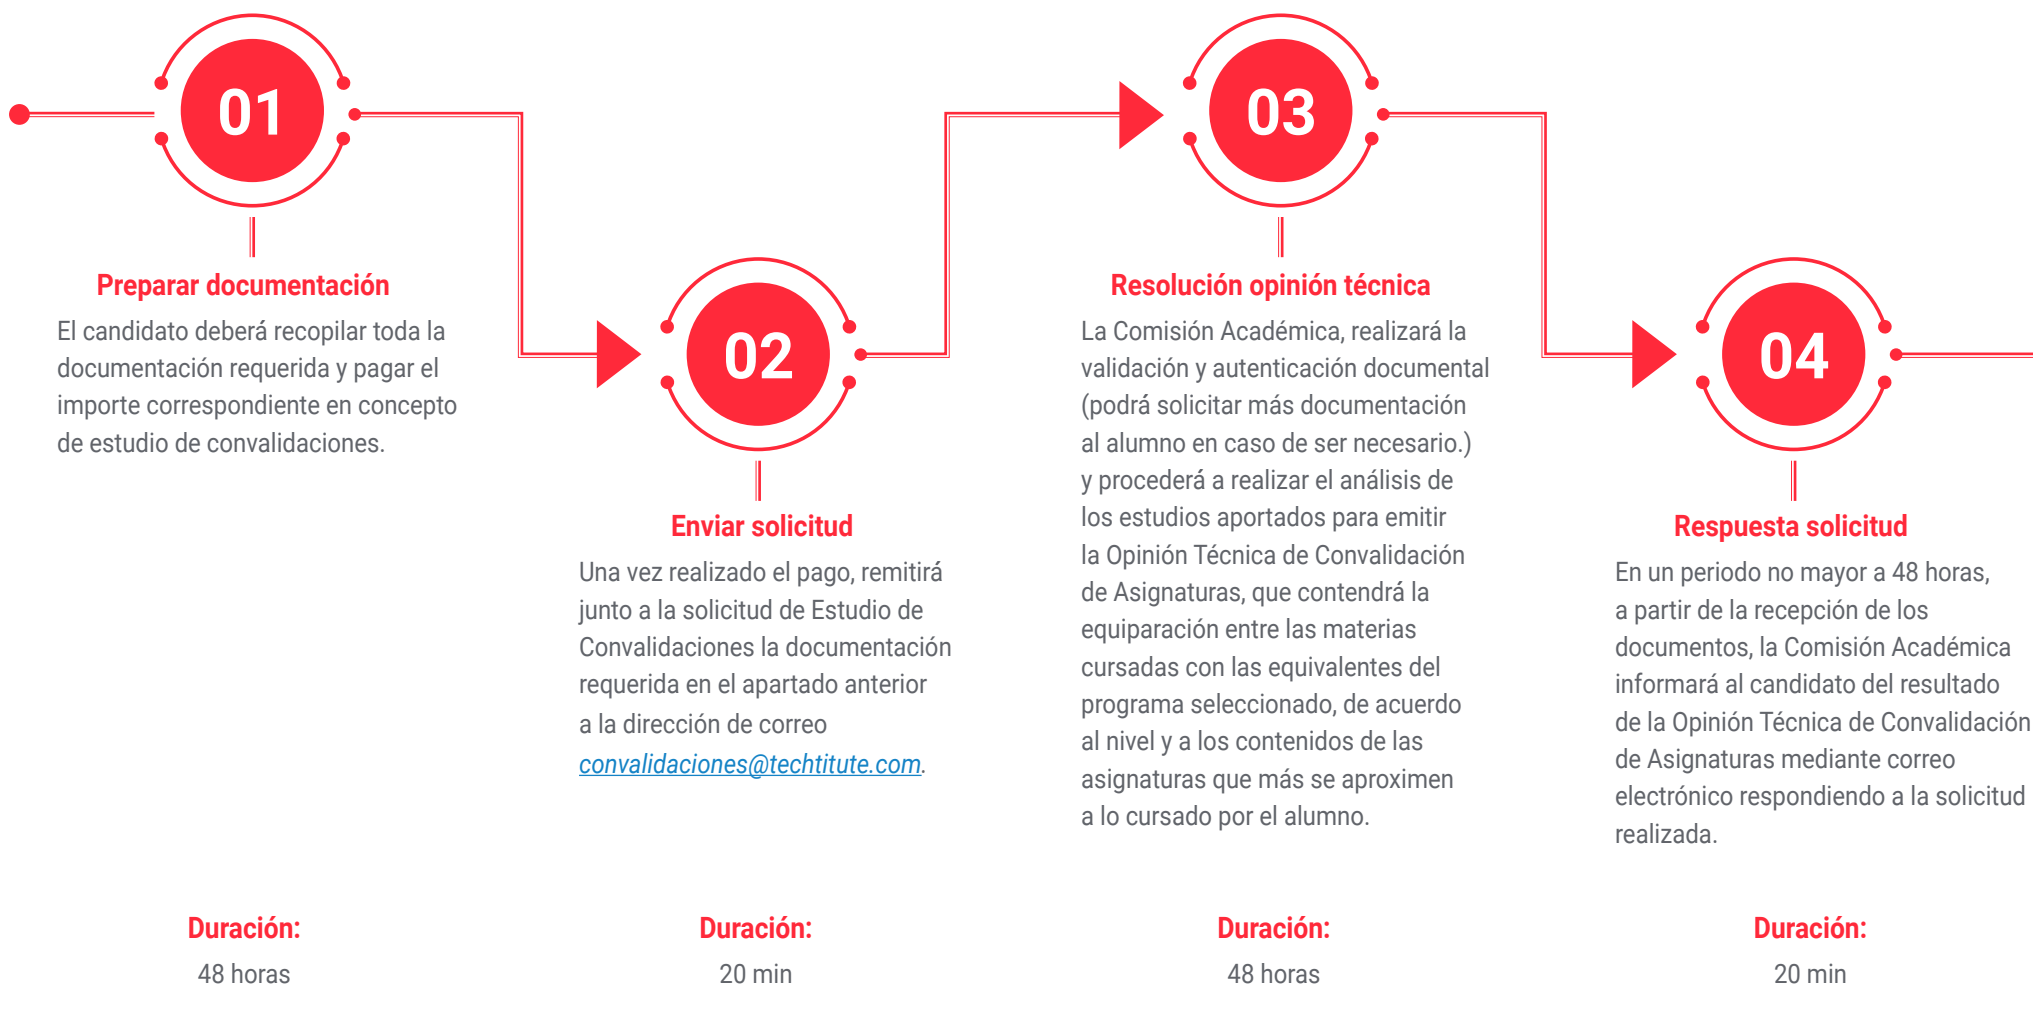 01
Preparar documentación
El candidato deberá recopilar toda la
documentación requerida y pagar el
importe correspondiente en concepto
de estudio de convalidaciones.
Duración:
48 horas
02
Enviar solicitud
Una vez realizado el pago, remitirá
junto a la solicitud de Estudio de
Convalidaciones la documentación
requerida en el apartado anterior
a la dirección de correo
convalidaciones@techtitute.com.
Duración:
20 min
03
Resolución opinión técnica
La Comisión Académica, realizará la
validación y autenticación documental
(podrá solicitar más documentación
al alumno en caso de ser necesario.)
y procederá a realizar el análisis de
los estudios aportados para emitir
la Opinión Técnica de Convalidación
de Asignaturas, que contendrá la
equiparación entre las materias
cursadas con las equivalentes del
programa seleccionado, de acuerdo
al nivel y a los contenidos de las
asignaturas que más se aproximen
a lo cursado por el alumno.
Duración:
48 horas
04
Respuesta solicitud
En un periodo no mayor a 48 horas,
a partir de la recepción de los
documentos, la Comisión Académica
informará al candidato del resultado
de la Opinión Técnica de Convalidación
de Asignaturas mediante correo
electrónico respondiendo a la solicitud
realizada.
Duración:
20 min